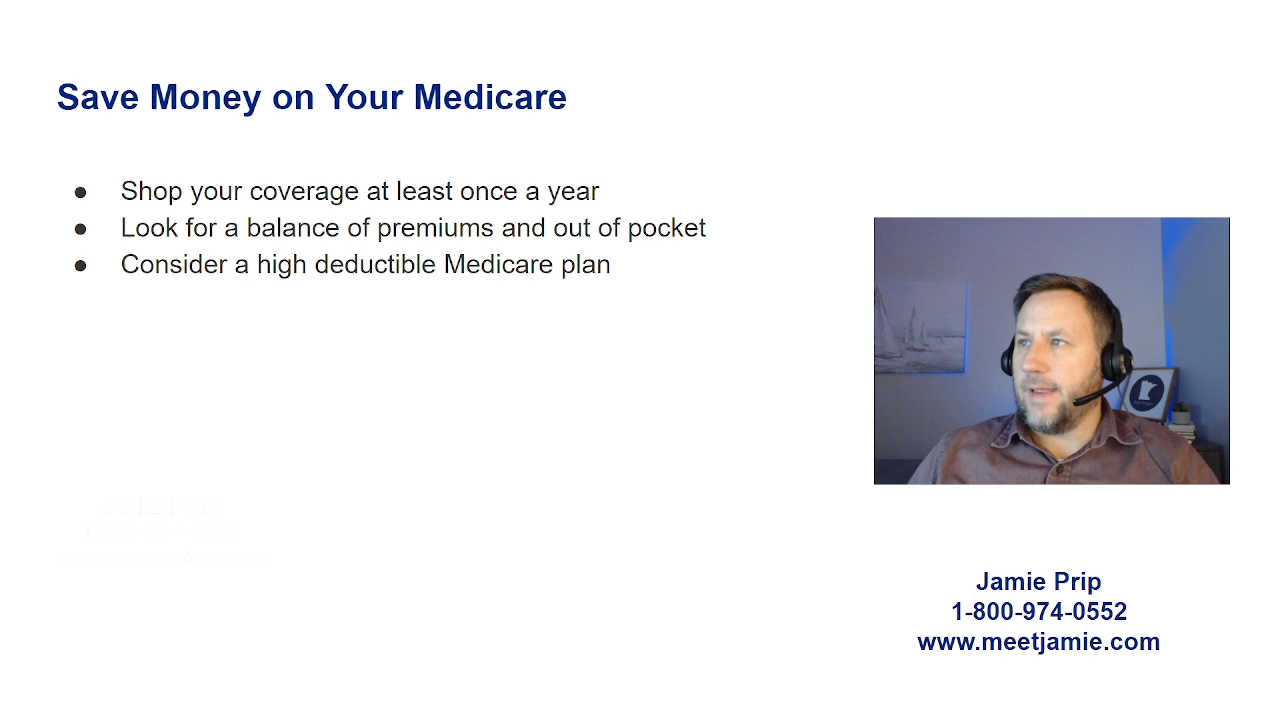 Save Money on Your Medicare
● Shop your coverage at least once a year
● Look for a balance of premiums and out of pocket
● Consider a high deductible Medicare plan
Jamie Prip
1-800-974-0552
www.meetjamie.com